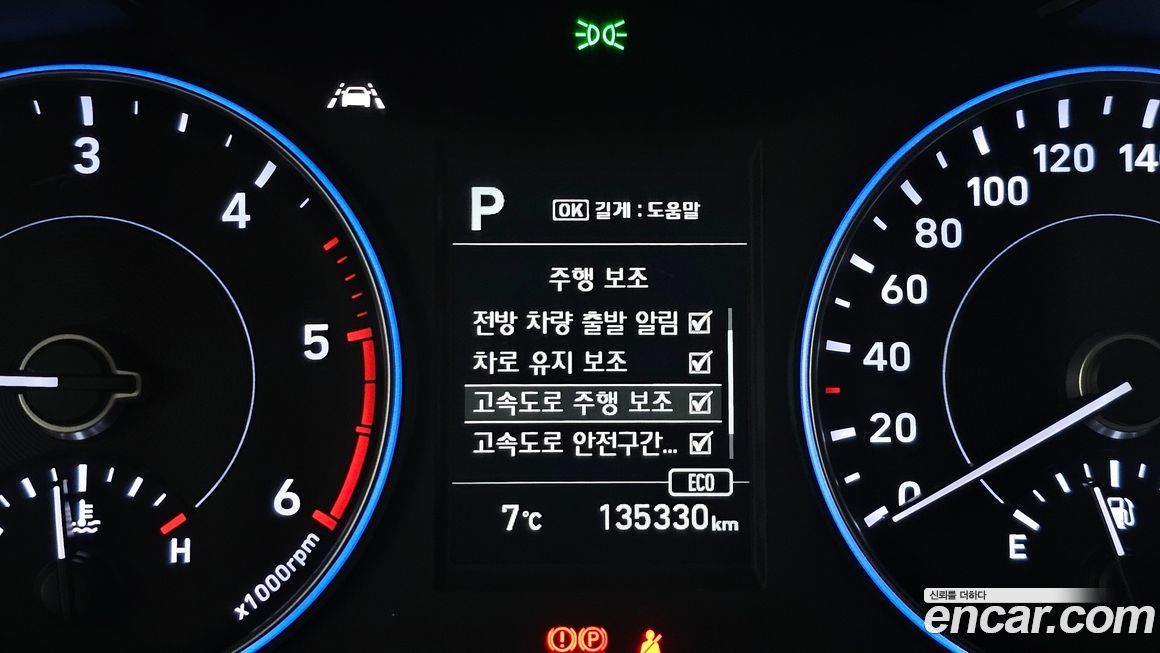 P OK 길게 : 도움말
주행 보조
전방 차량 출발 알림
차로 유지 보조
고속도로 주행 보조
고속도로 안전구간...
ECO
7°C 135330km
3
4
5
6
x1000rpm
H
0
20
40
60
80
100
120
E
P
신뢰를 더하다
encar.com